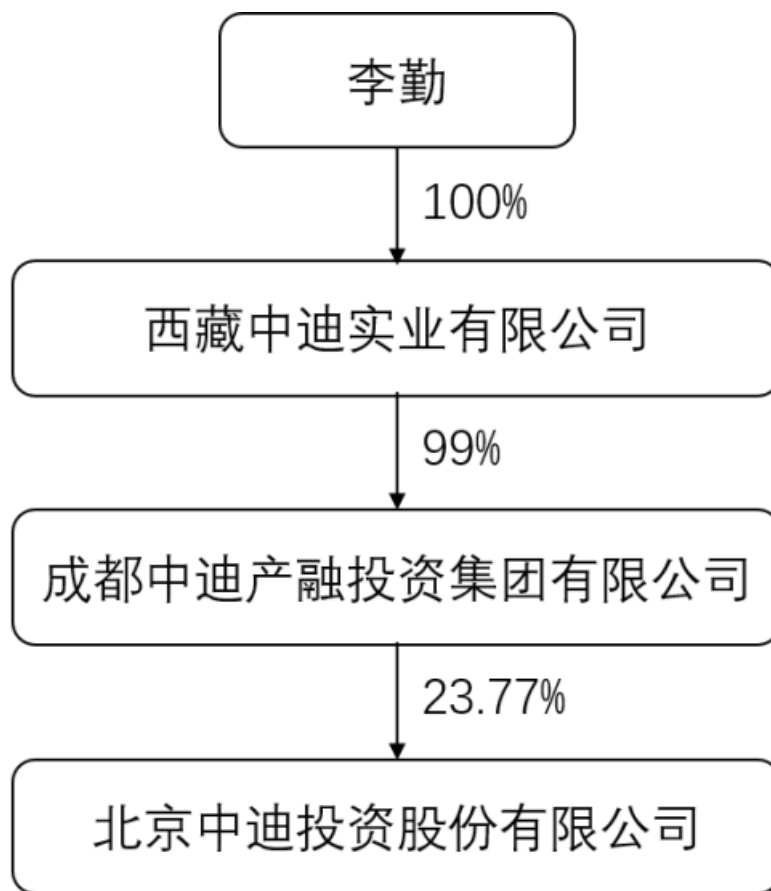 李勤
100%
西藏中迪实业有限公司
99%
成都中迪产融投资集团有限公司
23.77%
北京中迪投资股份有限公司